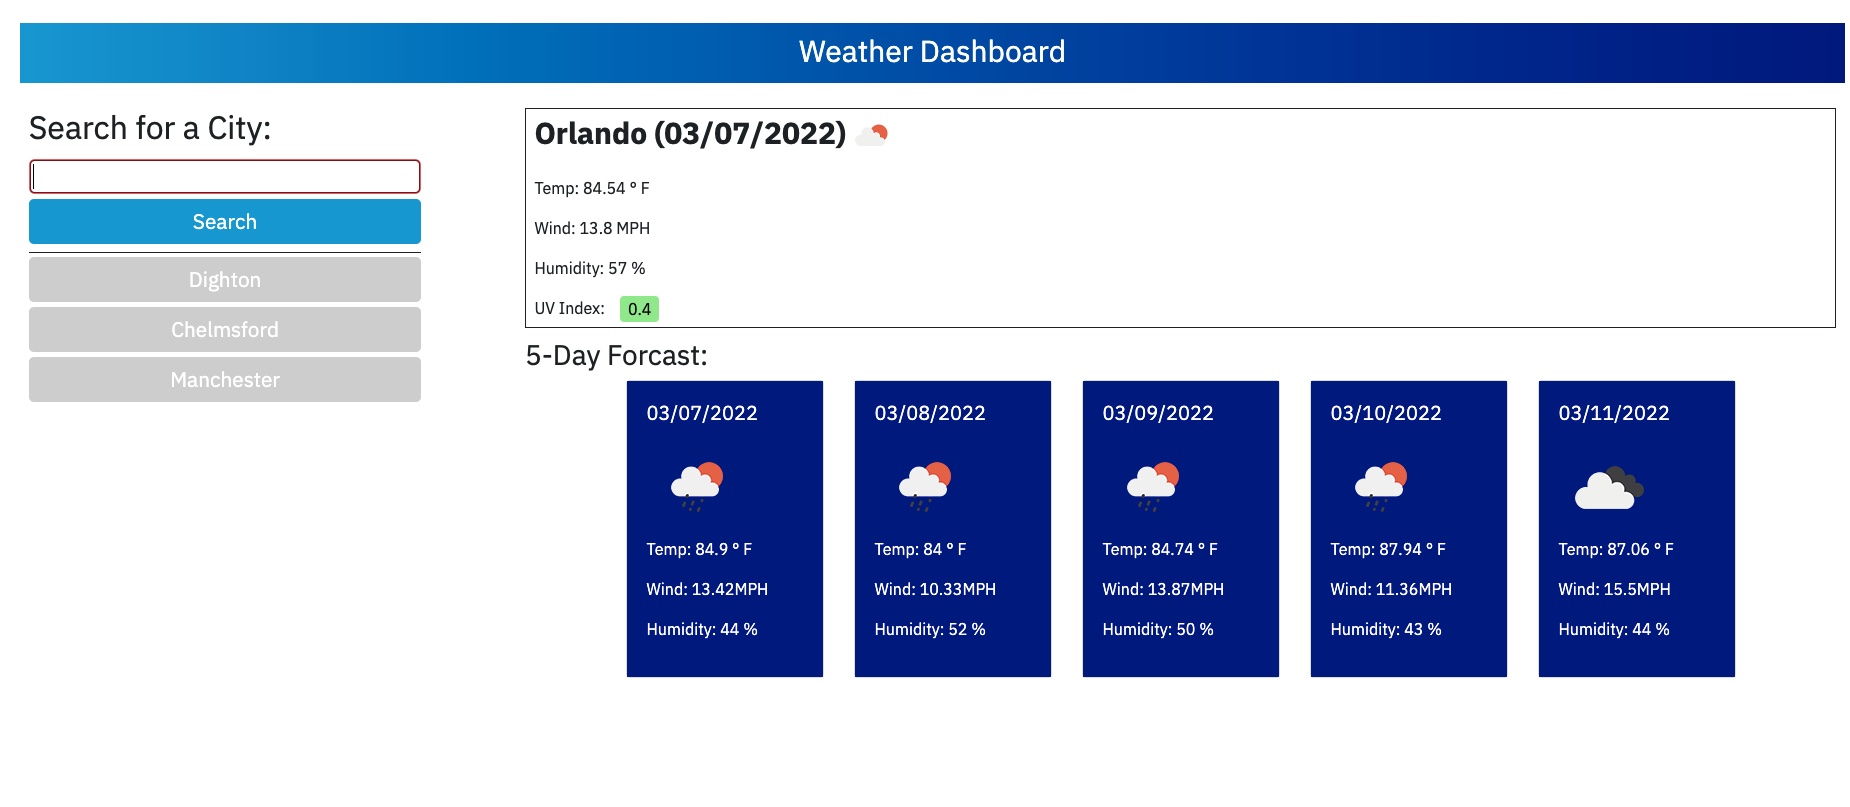 Weather Dashboard
Search for a City:
Search
Dighton
Chelmsford
Manchester
Orlando (03/07/2022)
Temp: 84.54 ° F
Wind: 13.8 MPH
Humidity: 57 %
UV Index: 0.4
5-Day Forcast:
03/07/2022
Temp: 84.9 ° F
Wind: 13.42MPH
Humidity: 44 %
03/08/2022
Temp: 84 ° F
Wind: 10.33MPH
Humidity: 52 %
03/09/2022
Temp: 84.74 ° F
Wind: 13.87MPH
Humidity: 50 %
03/10/2022
Temp: 87.94 ° F
Wind: 11.36MPH
Humidity: 43 %
03/11/2022
Temp: 87.06 ° F
Wind: 15.5MPH
Humidity: 44 %